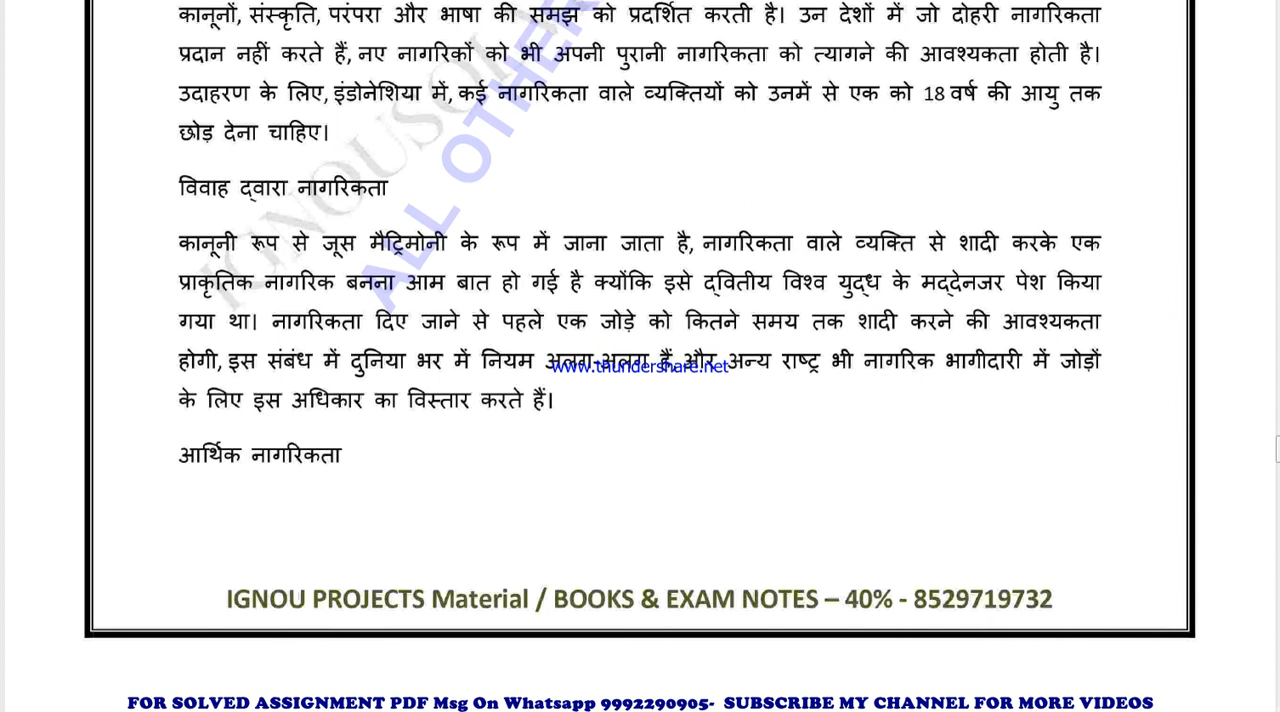 कानूनों, संस्कृति, परंपरा और भाषा की समझ को प्रदर्शित करती है। उन देशों में जो दोहरी नागरिकता
प्रदान नहीं करते हैं, नए नागरिकों को भी अपनी पुरानी नागरिकता को त्यागने की आवश्यकता होती है।
उदाहरण के लिए, इंडोनेशिया में, कई नागरिकता वाले व्यक्तियों को उनमें से एक को 18 वर्ष की आयु तक
छोड़ देना चाहिए।
विवाह द्वारा नागरिकता
कानूनी रूप से जूस मैट्रिमोनी के रूप में जाना जाता है, नागरिकता वाले व्यक्ति से शादी करके एक
प्राकृतिक नागरिक बनना आम बात हो गई है क्योंकि इसे द्वितीय विश्व युद्ध के मद्देनजर पेश किया
गया था। नागरिकता दिए जाने से पहले एक जोड़े को कितने समय तक शादी करने की आवश्यकता
होगी, इस संबंध में दुनिया भर में नियम अलग-अलग हैं, और अन्य राष्ट्र भी नागरिक भागीदारी में जोड़ों
www.thundershare.net
के लिए इस अधिकार का विस्तार करते हैं।
आर्थिक नागरिकता
IGNOUSOL
ALL OTHER
IGNOU PROJECTS Material / BOOKS & EXAM NOTES – 40% - 8529719732
FOR SOLVED ASSIGNMENT PDF Msg On Whatsapp 9992290905- SUBSCRIBE MY CHANNEL FOR MORE VIDEOS